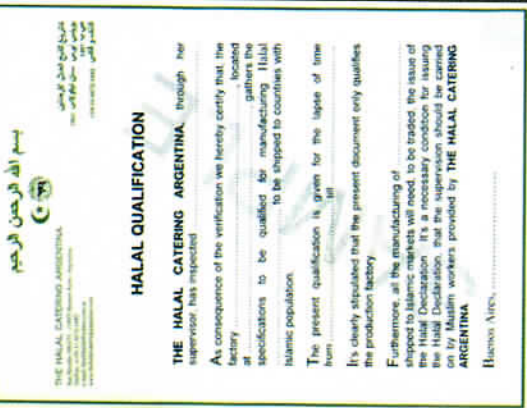 بسم الله الرحمن الرحيم
THE HALAL CATERING ARGENTINA
HALAL QUALIFICATION
THE HALAL CATERING ARGENTINA, through her
supervisor, has inspected
As consequence of the verification we hereby certify that, the
factory located
at gathers the
specifications to be qualified for manufacturing Halal
to be shipped to countries with
Islamic population.
The present qualification is given for the lapse of time
from till
It's clearly stipulated that the present document only qualifies
the production factory.
Furthermore, all the manufacturing of
shipped to Islamic markets will need, to be traded, the issue of
the Halal Declaration. It's a necessary condition for issuing
the Halal Declaration, that the supervision should be carried
on by Muslim workers provided by THE HALAL CATERING
ARGENTINA
Buenos Aires,